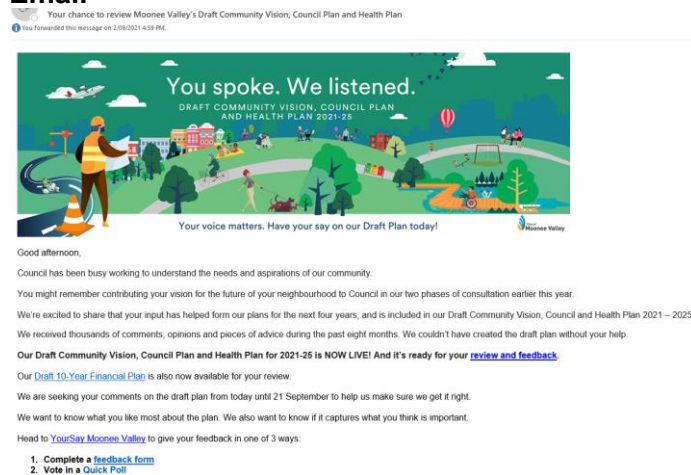 Email
Your chance to review Moonee Valley's Draft Community Vision, Council Plan and Health Plan
You forwarded this message on 2/09/2021 4:59 PM.
You spoke. We listened.
DRAFT COMMUNITY VISION, COUNCIL PLAN
AND HEALTH PLAN 2021-25
Your voice matters. Have your say on our Draft Plan today!
Moonee Valley
Good afternoon,
Council has been busy working to understand the needs and aspirations of our community.
You might remember contributing your vision for the future of your neighbourhood to Council in our two phases of consultation earlier this year.
We're excited to share that your input has helped form our plans for the next four years, and is included in our Draft Community Vision, Council and Health Plan 2021 – 2025
We received thousands of comments, opinions and pieces of advice during the past eight months. We couldn't have created the draft plan without your help.
Our Draft Community Vision, Council Plan and Health Plan for 2021-25 is NOW LIVE! And it's ready for your review and feedback.
Our Draft 10-Year Financial Plan is also now available for your review.
We are seeking your comments on the draft plan from today until 21 September to help us make sure we get it right.
We want to know what you like most about the plan. We also want to know if it captures what you think is important.
Head to YourSay Moonee Valley to give your feedback in one of 3 ways:
1. Complete a feedback form
2. Vote in a Quick Poll